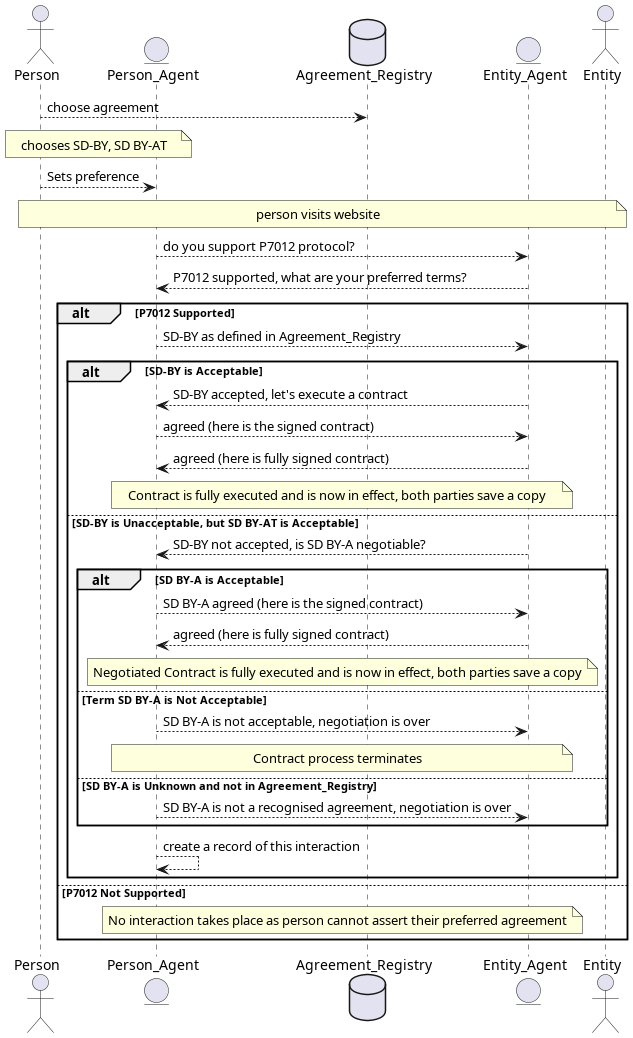 Person
Person_Agent
Agreement_Registry
Entity_Agent
Entity
choose agreement
chooses SD-BY, SD BY-AT
Sets preference
person visits website
do you support P7012 protocol?
P7012 supported, what are your preferred terms?
alt
[P7012 Supported]
SD-BY as defined in Agreement_Registry
alt
[SD-BY is Acceptable]
SD-BY accepted, let's execute a contract
agreed (here is the signed contract)
agreed (here is fully signed contract)
Contract is fully executed and is now in effect, both parties save a copy
[SD-BY is Unacceptable, but SD BY-AT is Acceptable]
SD-BY not accepted, is SD BY-A negotiable?
alt
[SD BY-A is Acceptable]
SD BY-A agreed (here is the signed contract)
agreed (here is fully signed contract)
Negotiated Contract is fully executed and is now in effect, both parties save a copy
[Term SD BY-A is Not Acceptable]
SD BY-A is not acceptable, negotiation is over
Contract process terminates
[SD BY-A is Unknown and not in Agreement_Registry]
SD BY-A is not a recognised agreement, negotiation is over
create a record of this interaction
[P7012 Not Supported]
No interaction takes place as person cannot assert their preferred agreement
Person
Person_Agent
Agreement_Registry
Entity_Agent
Entity